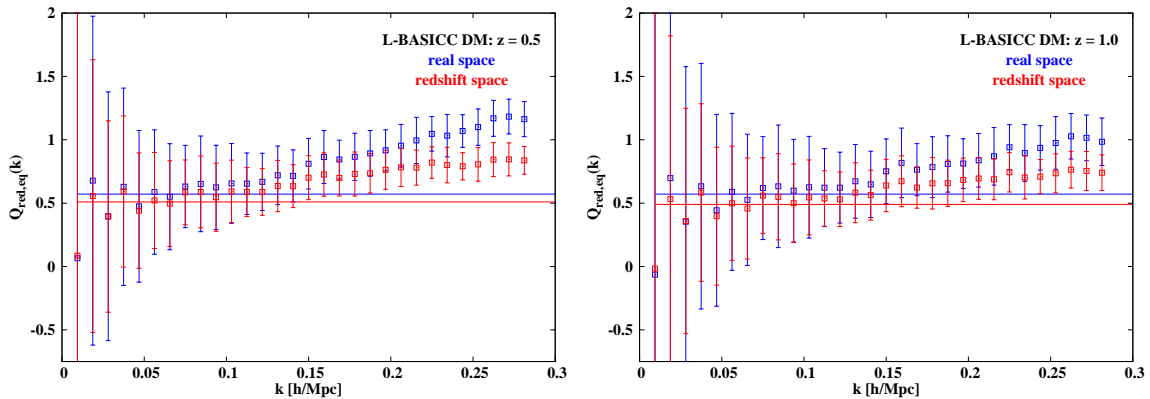 2
1.5
1
0.5
0
-0.5
0
0.05
0.1
0.15
0.2
0.25
0.3
Q_red,eq(k)
k [h/Mpc]
L-BASICC DM: z = 0.5
real space
redshift space
2
1.5
1
0.5
0
-0.5
0
0.05
0.1
0.15
0.2
0.25
0.3
Q_red,eq(k)
k [h/Mpc]
L-BASICC DM: z = 1.0
real space
redshift space